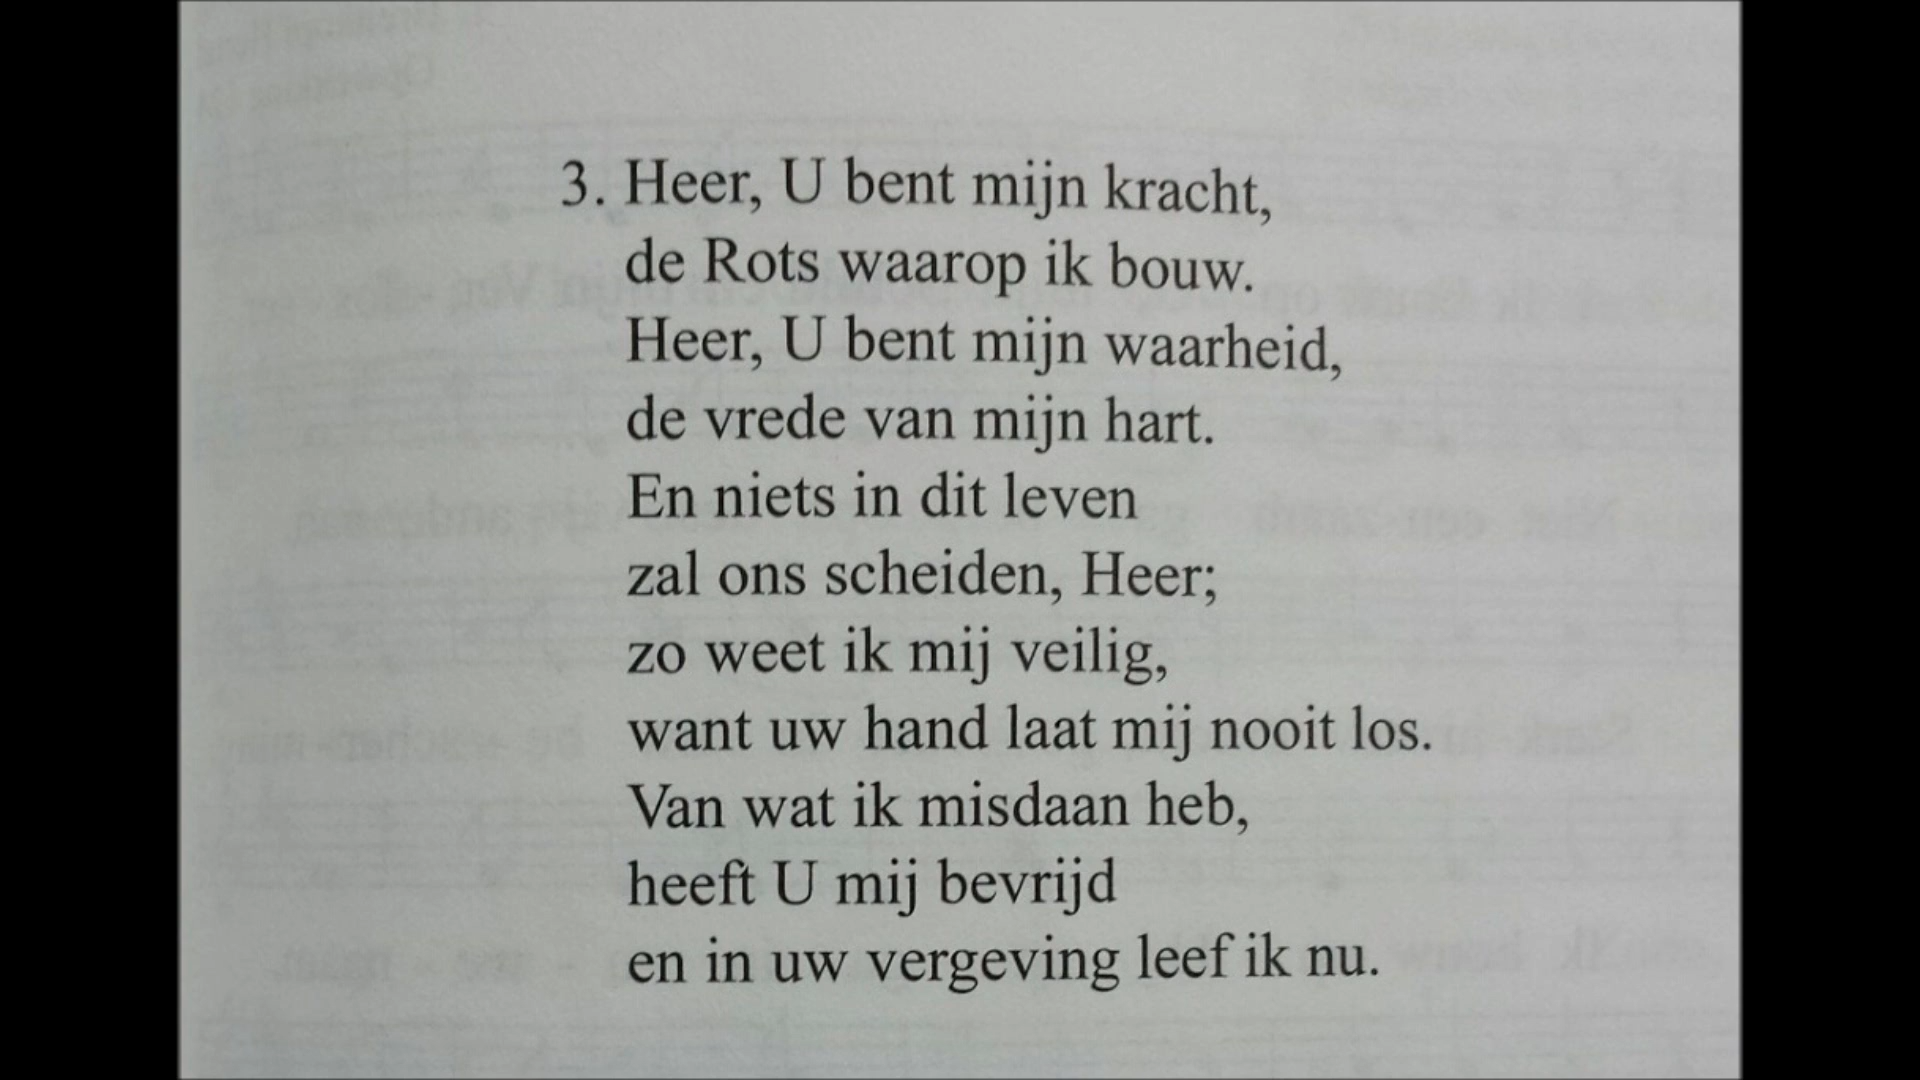 3. Heer, U bent mijn kracht,
de Rots waarop ik bouw.
Heer, U bent mijn waarheid,
de vrede van mijn hart.
En niets in dit leven
zal ons scheiden, Heer;
zo weet ik mij veilig,
want uw hand laat mij nooit los.
Van wat ik misdaan heb,
heeft U mij bevrijd
en in uw vergeving leef ik nu.